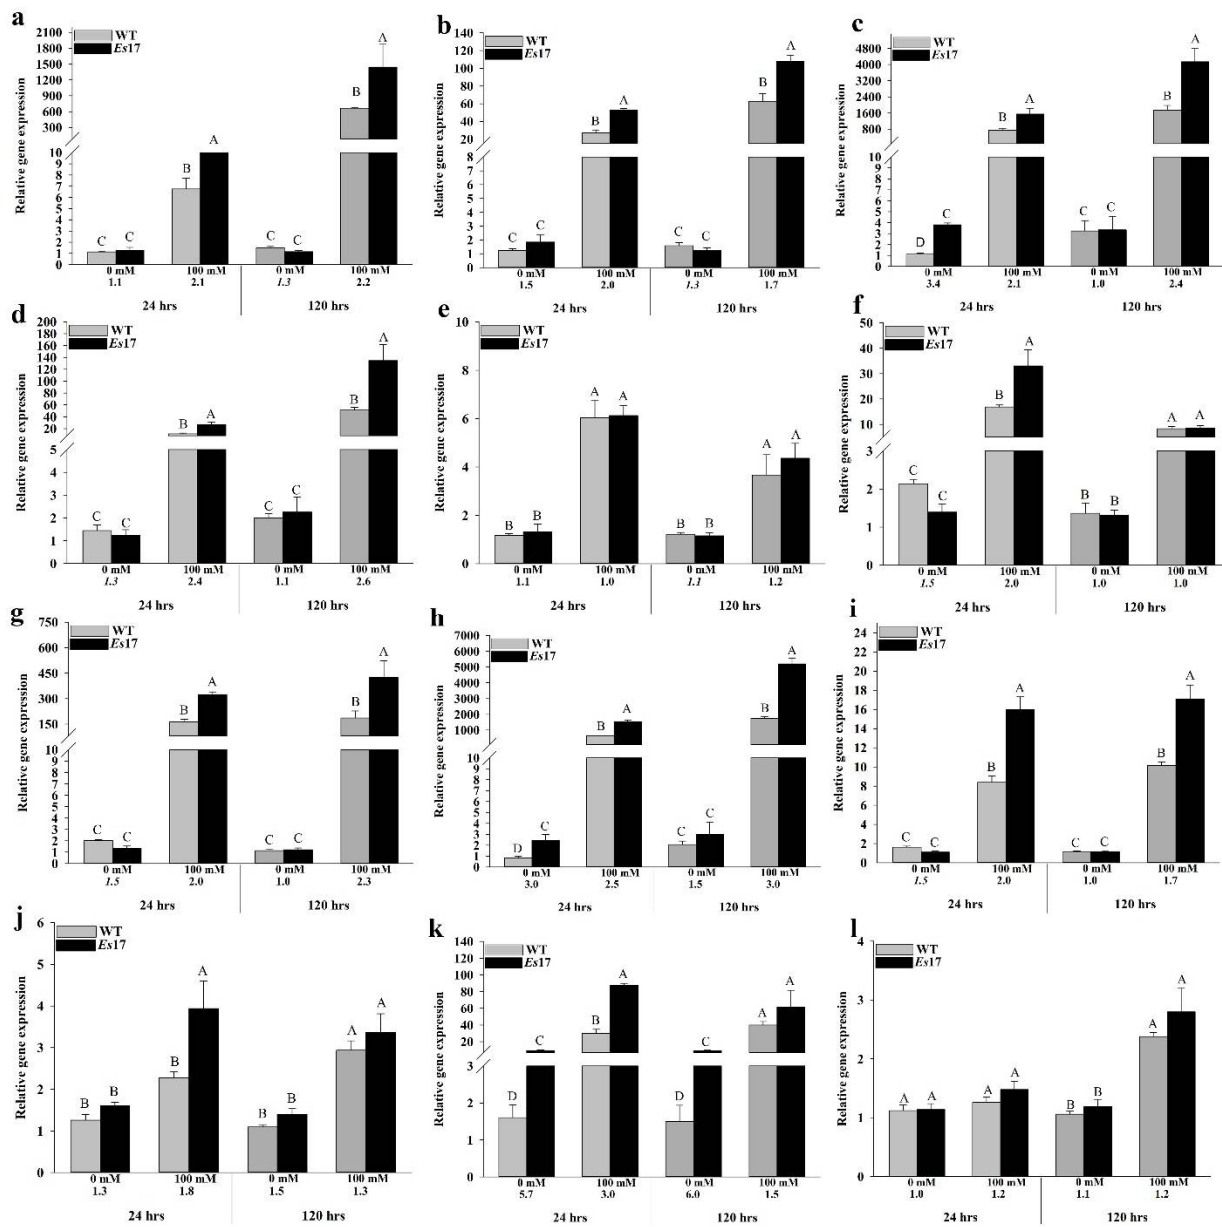 a
WT
Es17
Relative gene expression
2100
1800
1500
1200
900
600
300
10
9
8
7
6
5
4
3
2
1
0
C C B A C C B A
0 mM 100 mM 0 mM 100 mM
1.1 2.1 1.3 2.2
24 hrs 120 hrs
b
WT
Es17
Relative gene expression
140
120
100
80
60
40
20
8
7
6
5
4
3
2
1
0
C C B A C C B A
0 mM 100 mM 0 mM 100 mM
1.5 2.0 1.3 1.7
24 hrs 120 hrs
c
WT
Es17
Relative gene expression
4800
4000
3200
2400
1600
800
10
9
8
7
6
5
4
3
2
1
0
D C B A C C B A
0 mM 100 mM 0 mM 100 mM
3.4 2.1 1.0 2.4
24 hrs 120 hrs
d
WT
Es17
Relative gene expression
200
180
160
140
120
100
80
60
40
20
5
4
3
2
1
0
C C B A C C B A
0 mM 100 mM 0 mM 100 mM
1.3 2.4 1.1 2.6
24 hrs 120 hrs
e
WT
Es17
Relative gene expression
10
8
6
4
2
0
B B A A B B A A
0 mM 100 mM 0 mM 100 mM
1.1 1.0 1.1 1.2
24 hrs 120 hrs
f
WT
Es17
Relative gene expression
50
40
30
20
10
3
2
1
0
C C B A B B A A
0 mM 100 mM 0 mM 100 mM
1.5 2.0 1.0 1.0
24 hrs 120 hrs
g
WT
Es17
Relative gene expression
750
600
450
300
150
10
9
8
7
6
5
4
3
2
1
0
C C B A C C B A
0 mM 100 mM 0 mM 100 mM
1.5 2.0 1.0 2.3
24 hrs 120 hrs
h
WT
Es17
Relative gene expression
7000
6000
5000
4000
3000
2000
1000
10
9
8
7
6
5
4
3
2
1
0
D C B A C C B A
0 mM 100 mM 0 mM 100 mM
3.0 2.5 1.5 3.0
24 hrs 120 hrs
i
WT
Es17
Relative gene expression
24
22
20
18
16
14
12
10
8
6
4
2
0
C C B A C C B A
0 mM 100 mM 0 mM 100 mM
1.5 2.0 1.0 1.7
24 hrs 120 hrs
j
WT
Es17
Relative gene expression
6
5
4
3
2
1
0
B B B A B B A A
0 mM 100 mM 0 mM 100 mM
1.3 1.8 1.5 1.3
24 hrs 120 hrs
k
WT
Es17
Relative gene expression
140
120
100
80
60
40
20
3
2
1
0
D C B A D C A A
0 mM 100 mM 0 mM 100 mM
5.7 3.0 6.0 1.5
24 hrs 120 hrs
l
WT
Es17
Relative gene expression
4
3
2
1
0
A A A A B B A A
0 mM 100 mM 0 mM 100 mM
1.0 1.2 1.1 1.2
24 hrs 120 hrs